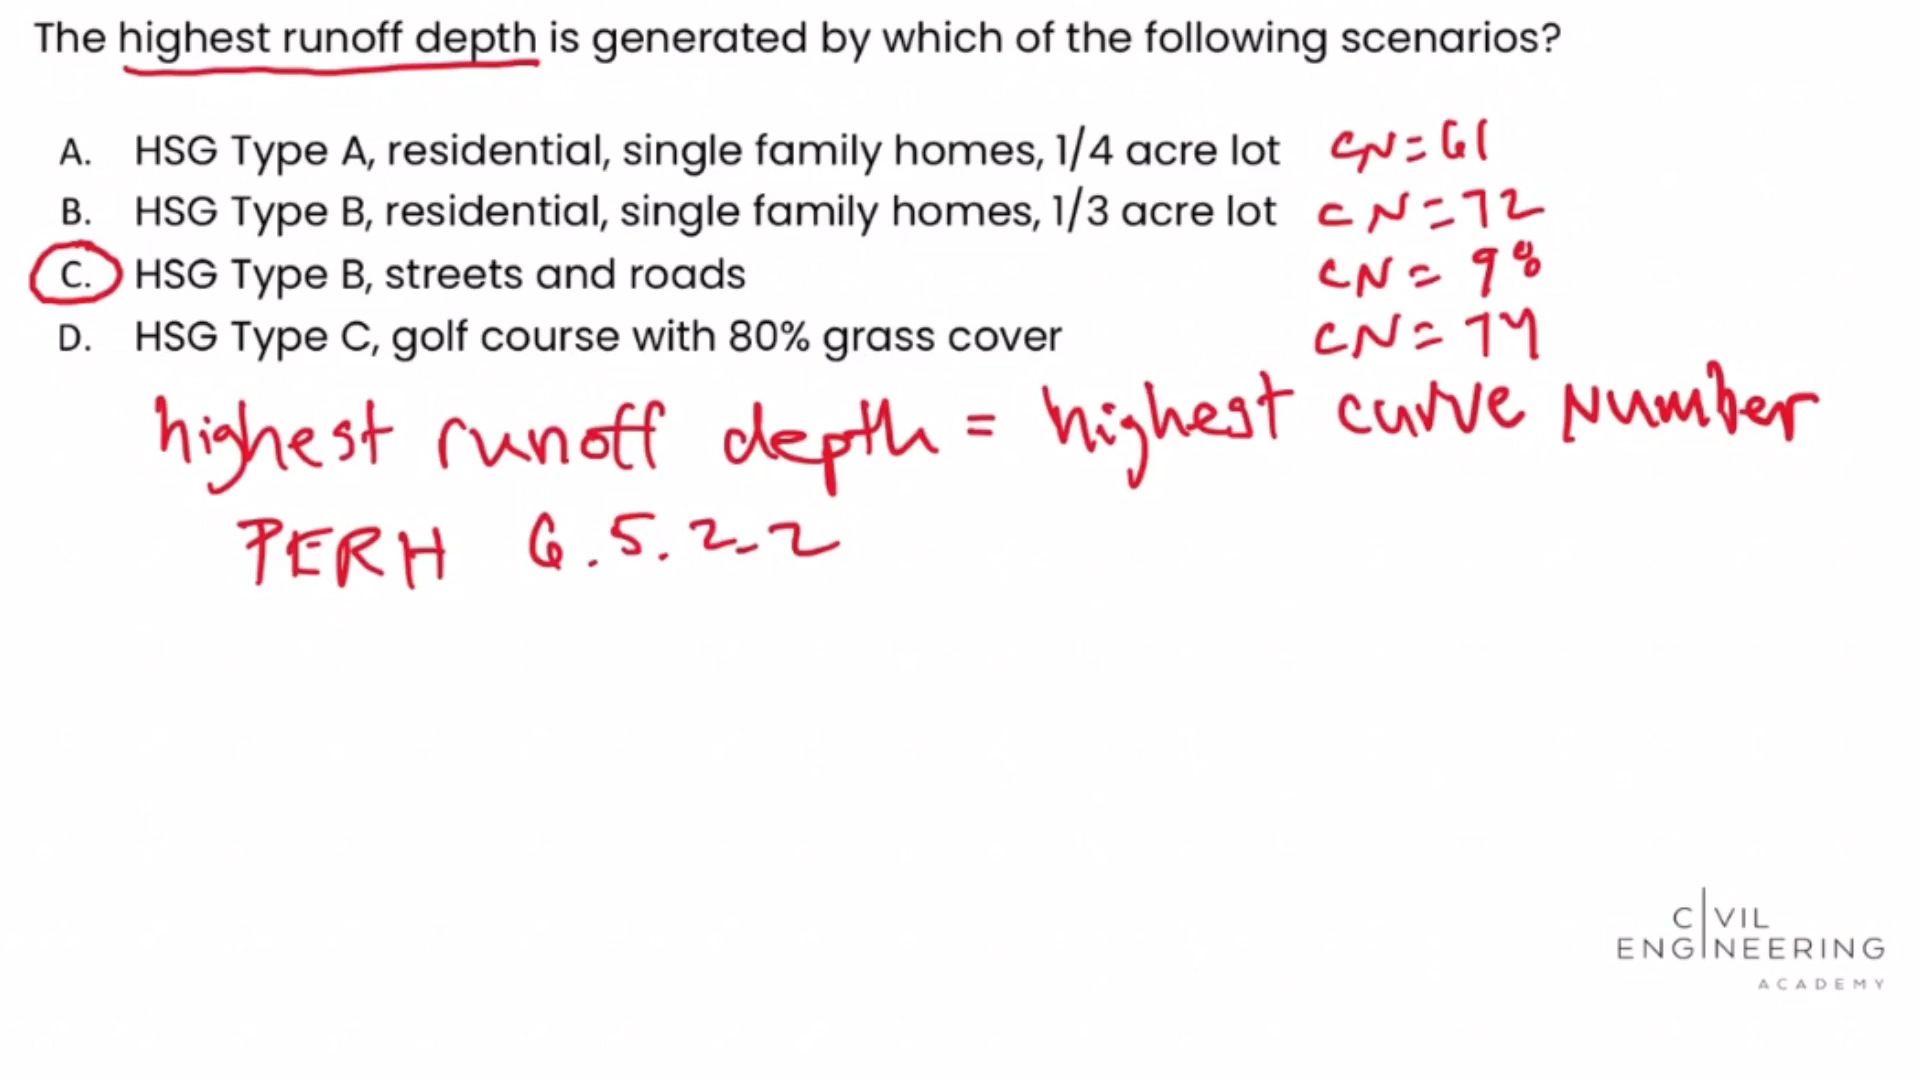 The highest runoff depth is generated by which of the following scenarios?
A. HSG Type A, residential, single family homes, 1/4 acre lot CN=61
B. HSG Type B, residential, single family homes, 1/3 acre lot CN=72
C. HSG Type B, streets and roads CN=98
D. HSG Type C, golf course with 80% grass cover CN=74
highest runoff depth = highest curve Number
PERH 6.5.2.2
CIVIL
ENGINEERING
ACADEMY